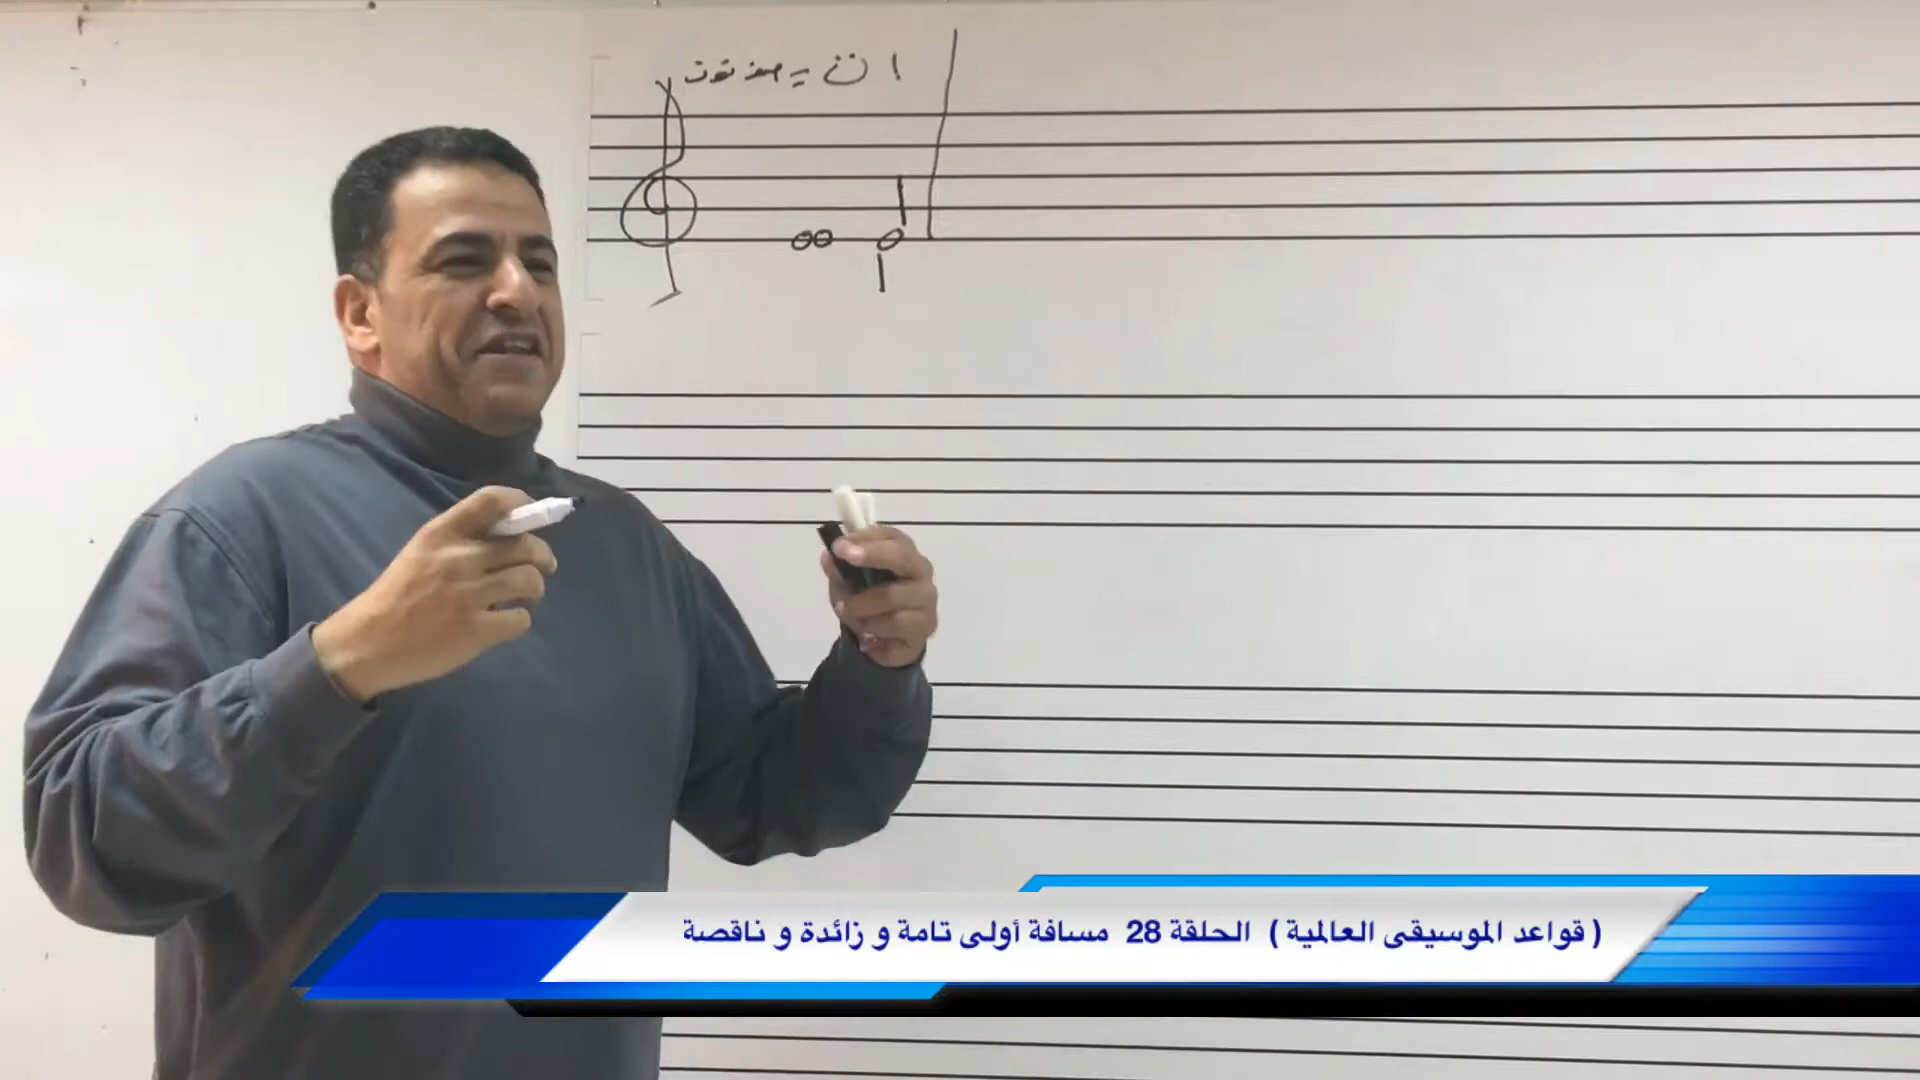 ( قواعد الموسيقى العالمية ) الحلقة 28 مسافة أولى تامة و زائدة و ناقصة